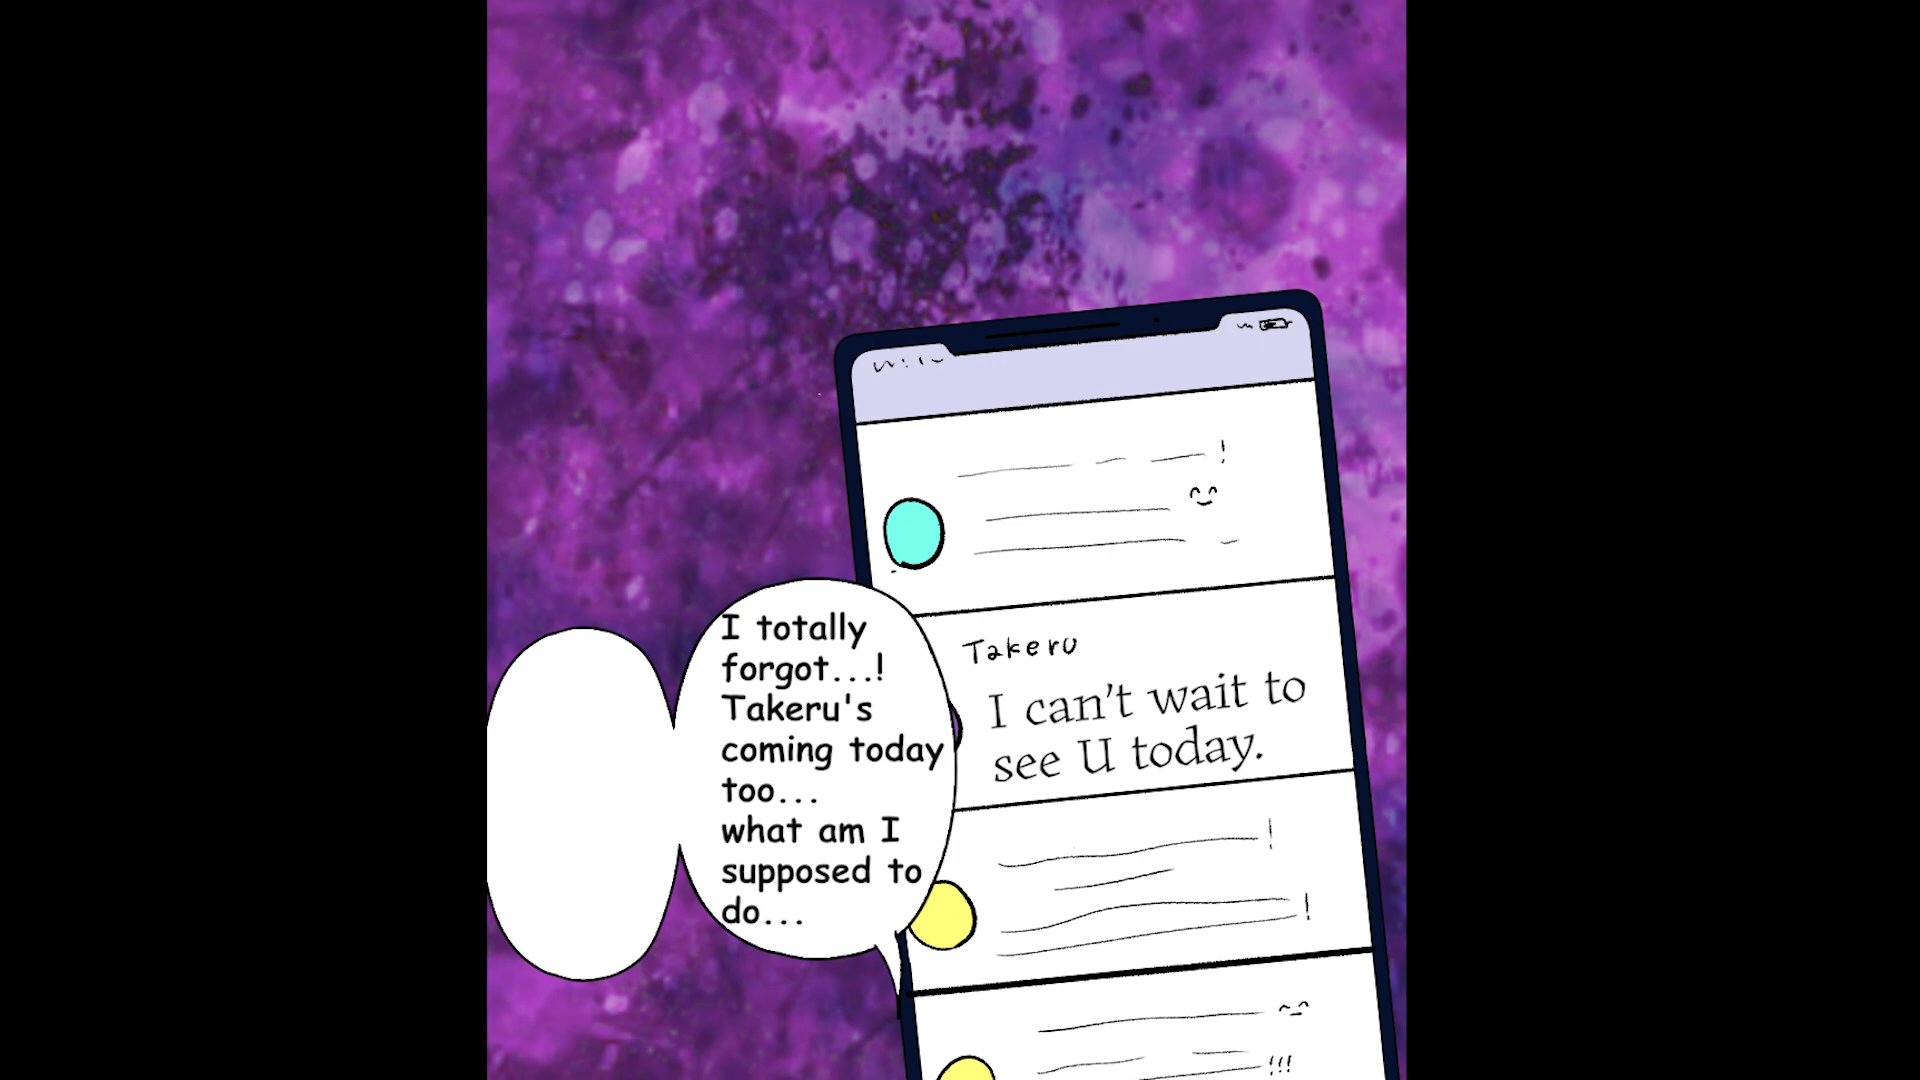 I totally
forgot...!
Takeru's
coming today
too...
what am I
supposed to
do...
Takeru
I can't wait to
see U today.